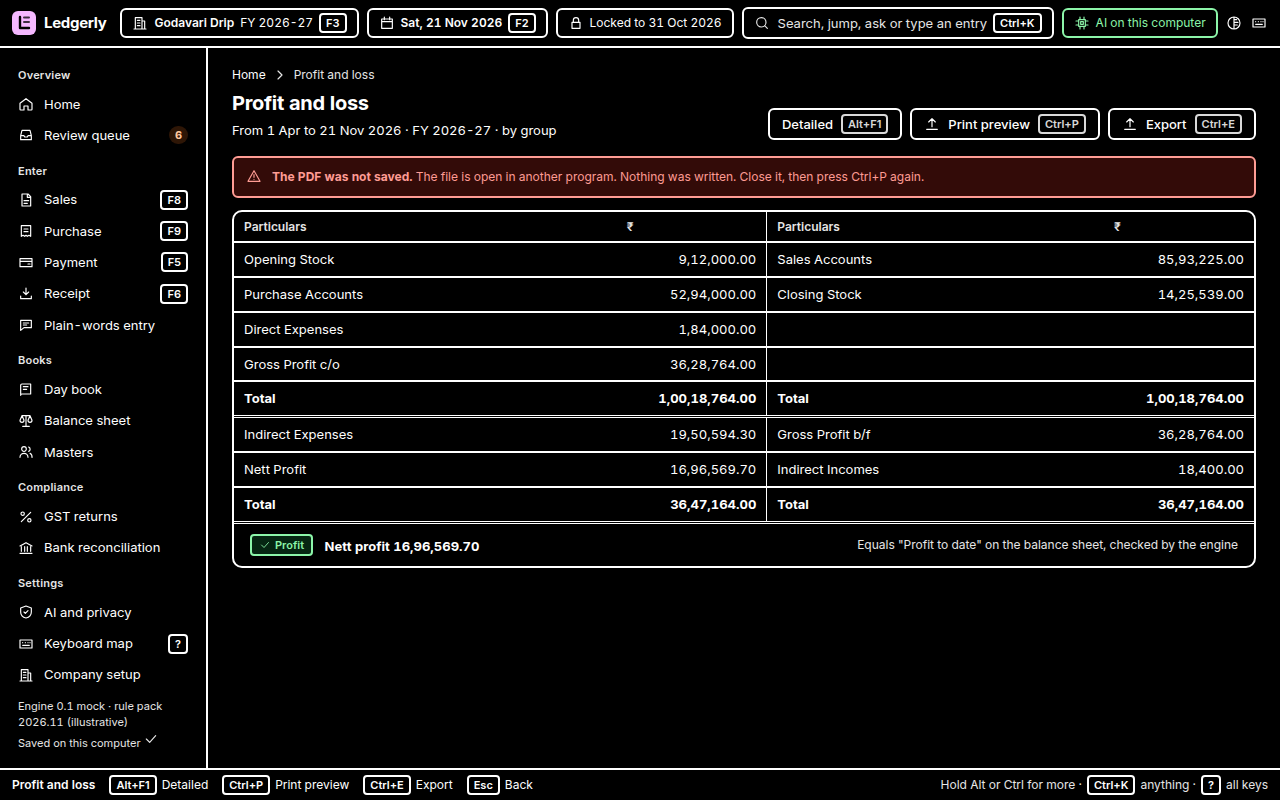 Ledgerly
Godavari Drip FY 2026-27 F3
Sat, 21 Nov 2026 F2
Locked to 31 Oct 2026
Search, jump, ask or type an entry Ctrl+K
AI on this computer
Overview
Home
Review queue 6
Enter
Sales F8
Purchase F9
Payment F5
Receipt F6
Plain-words entry
Books
Day book
Balance sheet
Masters
Compliance
GST returns
Bank reconciliation
Settings
AI and privacy
Keyboard map ?
Company setup
Engine 0.1 mock · rule pack
2026.11 (illustrative)
Saved on this computer
Home Profit and loss
Profit and loss
From 1 Apr to 21 Nov 2026 · FY 2026-27 · by group
Detailed Alt+F1
Print preview Ctrl+P
Export Ctrl+E
The PDF was not saved. The file is open in another program. Nothing was written. Close it, then press Ctrl+P again.
Particulars ₹ Particulars ₹
Opening Stock 9,12,000.00 Sales Accounts 85,93,225.00
Purchase Accounts 52,94,000.00 Closing Stock 14,25,539.00
Direct Expenses 1,84,000.00
Gross Profit c/o 36,28,764.00
Total 1,00,18,764.00 Total 1,00,18,764.00
Indirect Expenses 19,50,594.30 Gross Profit b/f 36,28,764.00
Nett Profit 16,96,569.70 Indirect Incomes 18,400.00
Total 36,47,164.00 Total 36,47,164.00
Profit Nett profit 16,96,569.70 Equals "Profit to date" on the balance sheet, checked by the engine
Profit and loss Alt+F1 Detailed Ctrl+P Print preview Ctrl+E Export Esc Back Hold Alt or Ctrl for more · Ctrl+K anything · ? all keys